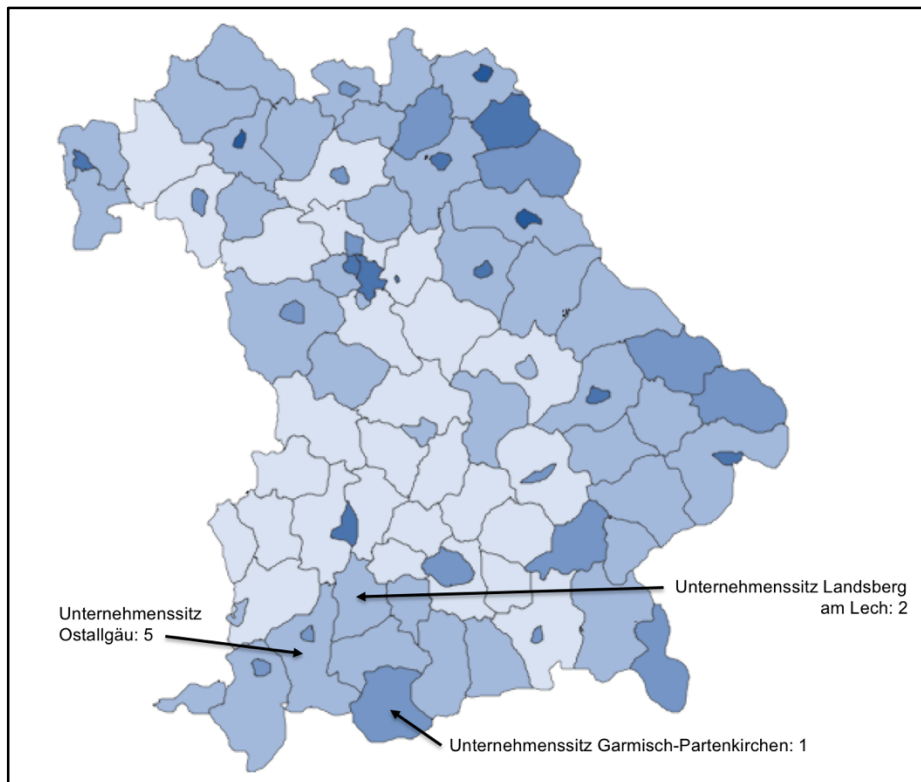 Unternehmenssitz Landsberg
am Lech: 2
Unternehmenssitz
Ostallgäu: 5
Unternehmenssitz Garmisch-Partenkirchen: 1